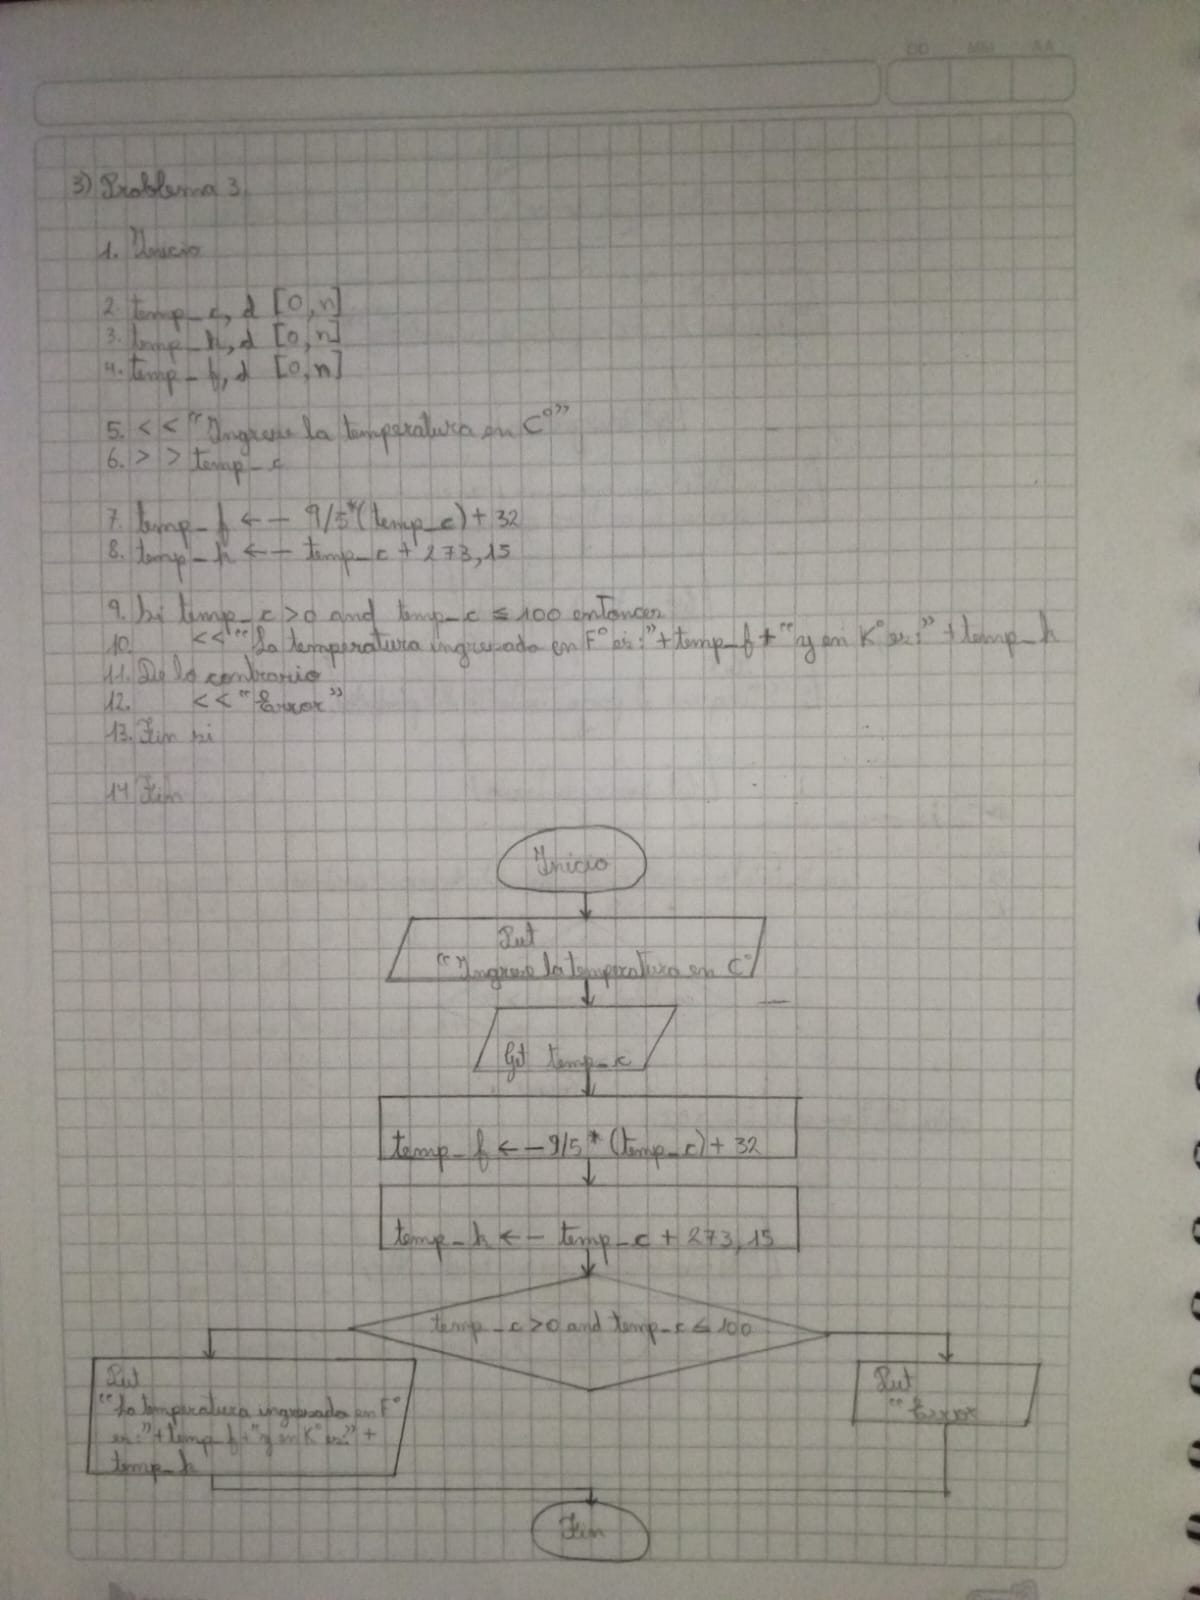 DD MM AA
3) Problema 3
1. Inicio
2. temp_c, d [0,n]
3. temp_k, d [0,n]
4. temp_f, d [0,n]
5. << "Ingrese la temperatura en C°"
6. >> temp_c
7. temp_f ← 9/5*(temp_c)+32
8. temp_k ← temp_c + 273,15
9. Si temp_c>0 and temp_c ≤ 100 entonces
10. << "La temperatura ingresada en F° es:"+temp_f+"y en K° es:" +temp_k
11. De lo contrario
12. << "Error"
13. Fin si
14 Fin
Inicio
Put
"Ingrese la temperatura en C°
Get temp_c
temp_f ← 9/5*(temp_c)+32
temp_k ← temp_c + 273,15
temp_c>0 and temp_c ≤ 100
Put
"La temperatura ingresada en F°
es:"+temp_f+"y en K° es:"+
temp_k
Put
"Error
Fin